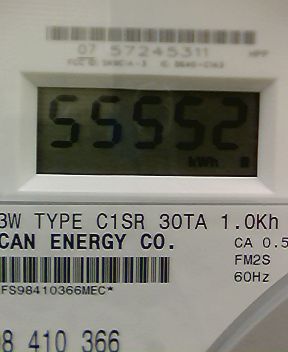 07 57245311
55552
kWh
3W TYPE C1SR 30TA 1.0Kh
CAN ENERGY CO.
CA 0.5
FM2S
60Hz
FS98410366MEC*
8 410 366